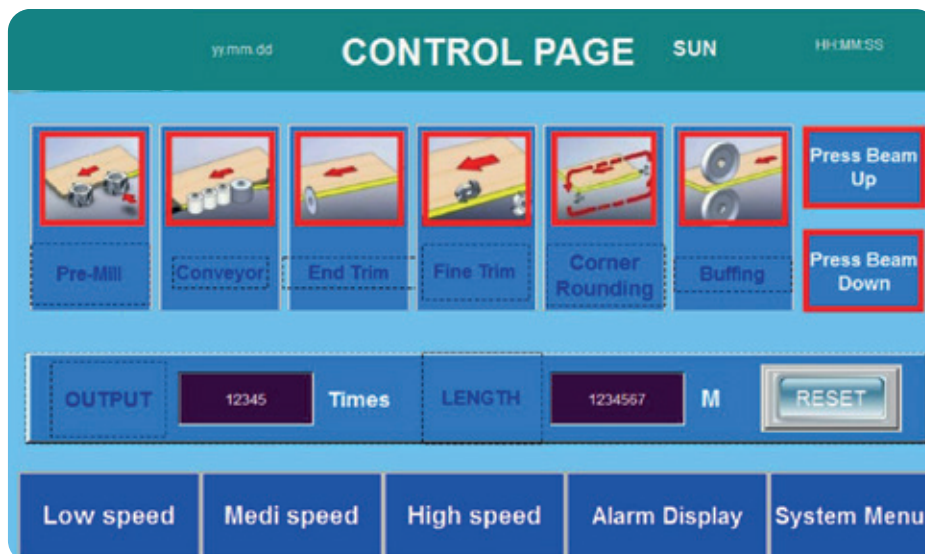 yy.mm.dd CONTROL PAGE SUN HH:MM:SS
Pre-Mill
Conveyor
End Trim
Fine Trim
Corner
Rounding
Buffing
Press Beam
Up
Press Beam
Down
OUTPUT 12345 Times LENGTH 1234567 M RESET
Low speed Medi speed High speed Alarm Display System Menu